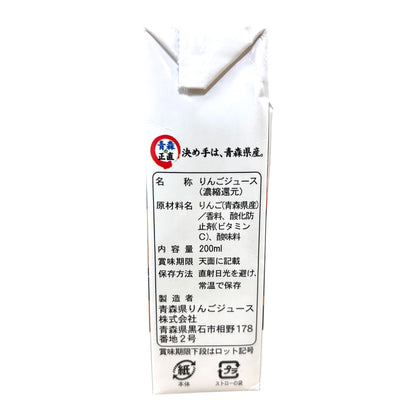 青森の正直
決め手は、青森県産。
名称 りんごジュース
(濃縮還元)
原材料名 りんご(青森県産)
/香料、酸化防
止剤(ビタミン
C)、酸味料
内容量 200ml
賞味期限 天面に記載
保存方法 直射日光を避け、
常温で保存
製造者
青森県りんごジュース
株式会社
青森県黒石市相野178
番地2号
賞味期限下段はロット記号
紙
本体
プラ
ストローの袋